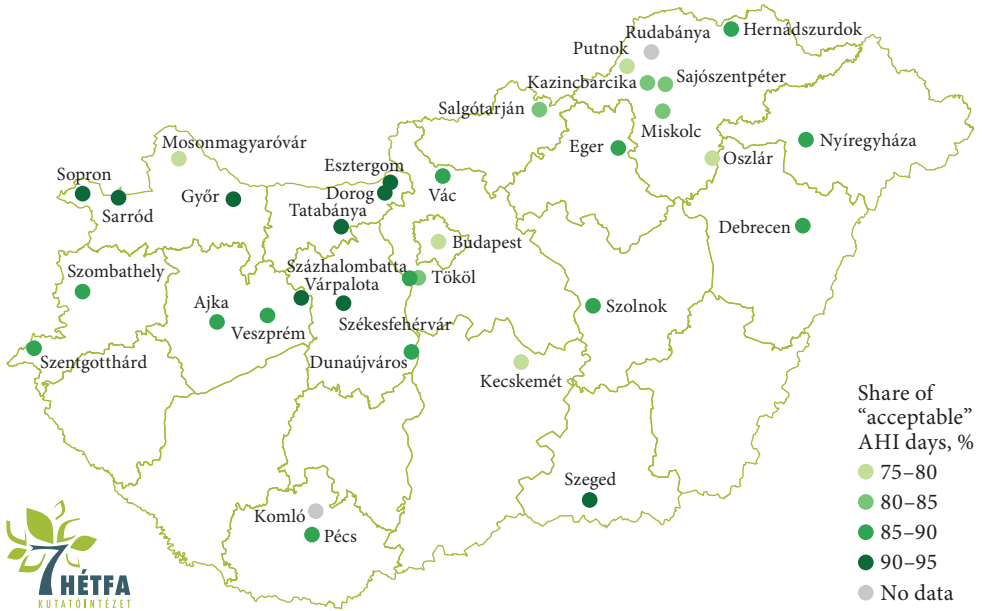 Rudabánya
Hernádszurdok
Putnok
Kazincbarcika
Sajószentpéter
Salgótarján
Miskolc
Mosonmagyaróvár
Eger
Oszlár
Nyíregyháza
Esztergom
Sopron
Dorog
Vác
Sarród
Győr
Tatabánya
Debrecen
Budapest
Szombathely
Százhalombatta
Tököl
Várpalota
Ajka
Veszprém
Székesfehérvár
Szolnok
Szentgotthárd
Dunaújváros
Kecskemét
Share of
“acceptable”
AHI days, %
75–80
80–85
85–90
90–95
No data
Szeged
Komló
Pécs
7 HÉTFA
KUTATÓINTÉZET